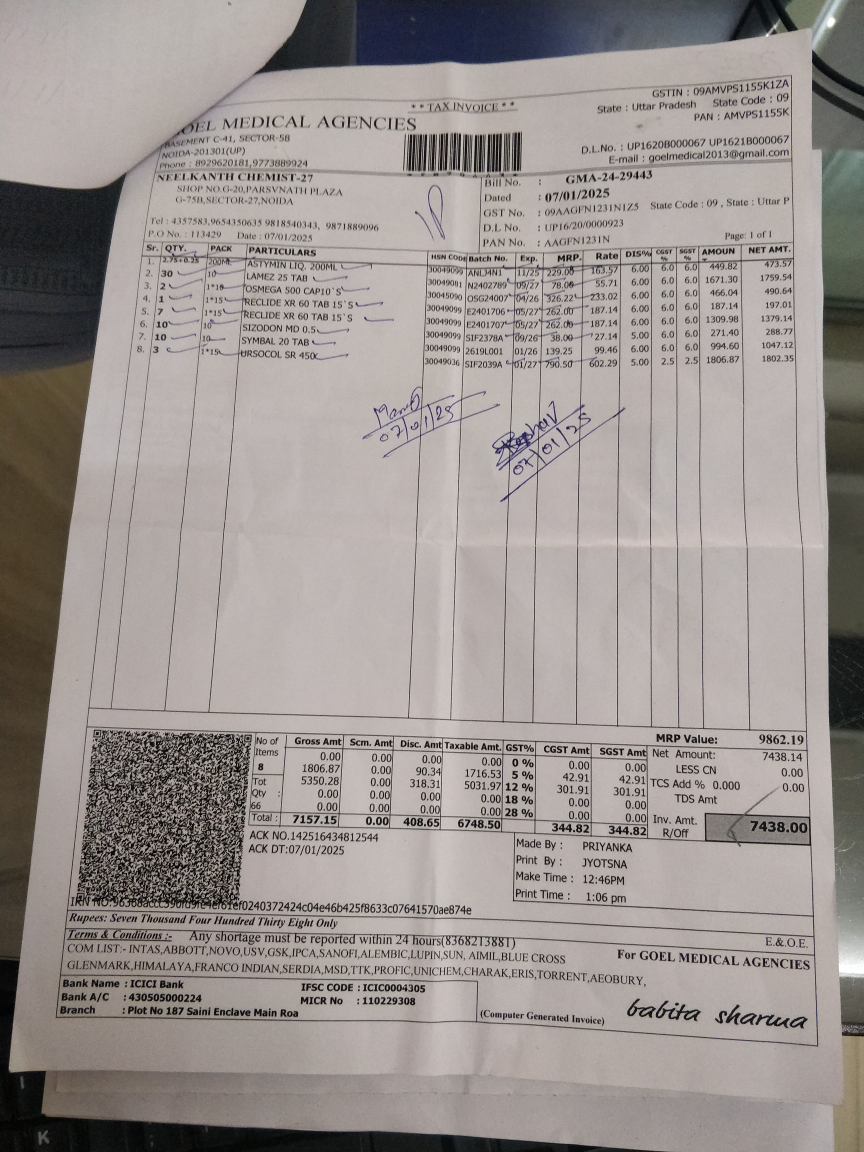 * * TAX INVOICE * *
GSTIN : 09AMVPS1155K1ZA
State : Uttar Pradesh State Code : 09
PAN : AMVPS1155K
OEL MEDICAL AGENCIES
BASEMENT C-41, SECTOR-58
NOIDA-201301(UP)
Phone : 8929620181,9773889924
D.L.No. : UP1620B000067 UP1621B000067
E-mail : goelmedical2013@gmail.com
NEELKANTH CHEMIST-27
SHOP NO.G-20,PARSVNATH PLAZA
G-75B,SECTOR-27,NOIDA
Tel : 4357583,9654350635 9818540343, 9871889096
P.O No. : 113429 Date : 07/01/2025
Bill No. : GMA-24-29443
Dated : 07/01/2025
GST No. : 09AAGFN1231N1Z5 State Code : 09 , State : Uttar P
D.L No. : UP16/20/0000923
PAN No. : AAGFN1231N
Page: 1 of 1
Sr. QTY. PACK PARTICULARS HSN Code Batch No. Exp. MRP. Rate DIS% CGST % SGST % AMOUN NET AMT.
1. 2.75+0.25 200ML ASTYMIN LIQ. 200ML 30049099 ANLM4N1 11/25 229.00 163.57 6.00 6.0 6.0 449.82 473.57
2. 30 10 LAMEZ 25 TAB 30049081 N2402789 09/27 78.00 55.71 6.00 6.0 6.0 1671.30 1759.54
3. 2 1*10 OSMEGA 500 CAP10`S 30045090 OSG24007 04/26 326.22 233.02 6.00 6.0 6.0 466.04 490.64
4. 1 1*15 RECLIDE XR 60 TAB 15`S 30049099 E2401706 05/27 262.00 187.14 6.00 6.0 6.0 187.14 197.01
5. 7 1*15 RECLIDE XR 60 TAB 15`S 30049099 E2401707 05/27 262.00 187.14 6.00 6.0 6.0 1309.98 1379.14
6. 10 10 SIZODON MD 0.5 30049099 SIF2378A 09/26 38.00 27.14 6.00 6.0 6.0 271.40 288.77
7. 10 10 SYMBAL 20 TAB 30049099 2619L001 01/26 139.25 99.46 6.00 6.0 6.0 994.60 1047.12
8. 3 1*15 URSOCOL SR 450 30049036 SIF2039A 01/27 790.50 602.29 5.00 2.5 2.5 1806.87 1802.35
07/01/25
07/01/25
No of Items 8
Tot Qty : 66
Gross Amt Scm. Amt Disc. Amt Taxable Amt. GST% CGST Amt SGST Amt
0.00 0.00 0.00 0.00 0 % 0.00 0.00
1806.87 0.00 90.34 1716.53 5 % 42.91 42.91
5350.28 0.00 318.31 5031.97 12 % 301.91 301.91
0.00 0.00 0.00 0.00 18 % 0.00 0.00
0.00 0.00 0.00 0.00 28 % 0.00 0.00
Total : 7157.15 0.00 408.65 6748.50 344.82 344.82
MRP Value: 9862.19
Net Amount: 7438.14
LESS CN 0.00
TCS Add % 0.000 0.00
TDS Amt
Inv. Amt. 7438.00
R/Off
ACK NO.142516434812544
ACK DT:07/01/2025
Made By : PRIYANKA
Print By : JYOTSNA
Make Time : 12:46PM
Print Time : 1:06 pm
Rupees: Seven Thousand Four Hundred Thirty Eight Only
Terms & Conditions :- Any shortage must be reported within 24 hours(8368213881)
E.& O.E.
COM LIST:- INTAS,ABBOTT,NOVO,USV,GSK,IPCA,SANOFI,ALEMBIC,LUPIN,SUN, AIMIL,BLUE CROSS
GLENMARK,HIMALAYA,FRANCO INDIAN,SERDIA,MSD,TTK,PROFIC,UNICHEM,CHARAK,ERIS,TORRENT,AEOBURY,
For GOEL MEDICAL AGENCIES
Bank Name : ICICI Bank IFSC CODE : ICIC0004305
Bank A/C : 430505000224 MICR No : 110229308
Branch : Plot No 187 Saini Enclave Main Roa
(Computer Generated Invoice)
babita sharma
K